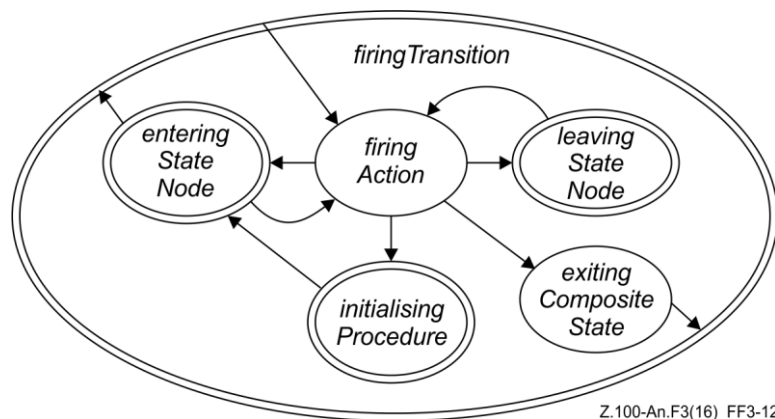 firingTransition
entering
State
Node
firing
Action
leaving
State
Node
initialising
Procedure
exiting
Composite
State
Z.100-An.F3(16)_FF3-12